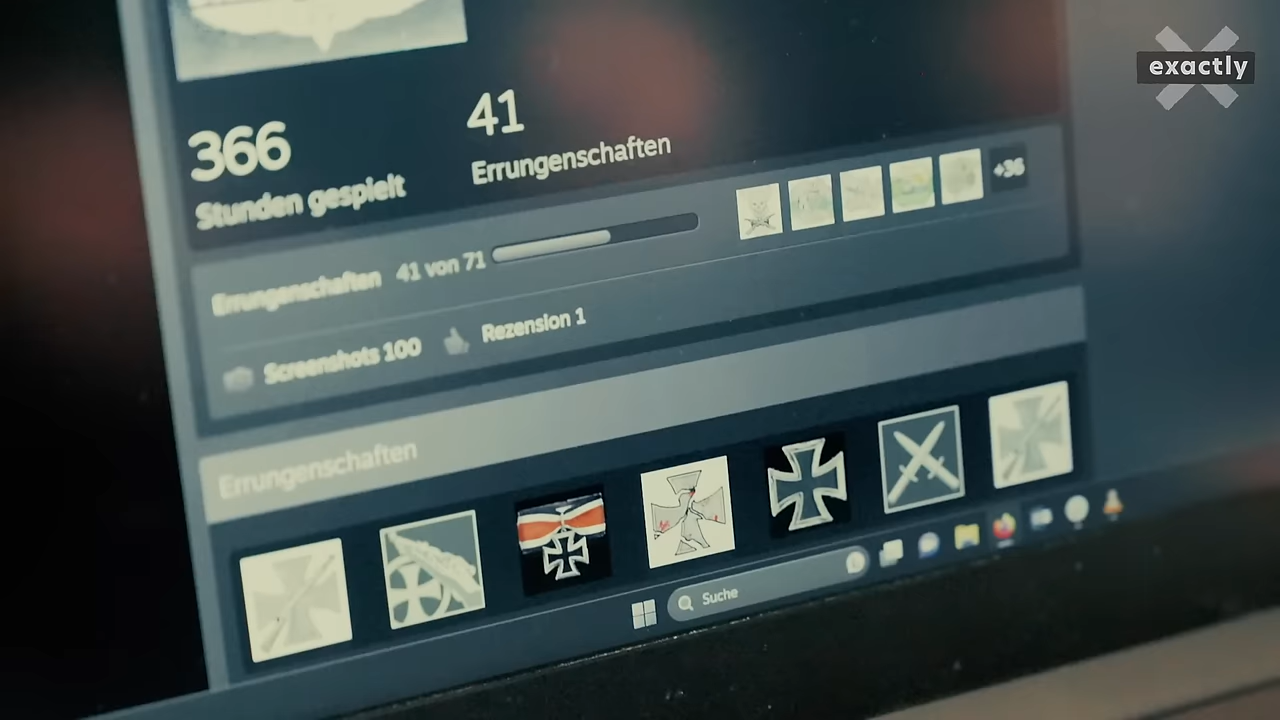 exactly
366
Stunden gespielt
41
Errungenschaften
Errungenschaften 41 von 71
+36
Screenshots 100
Rezension 1
Errungenschaften
Suche